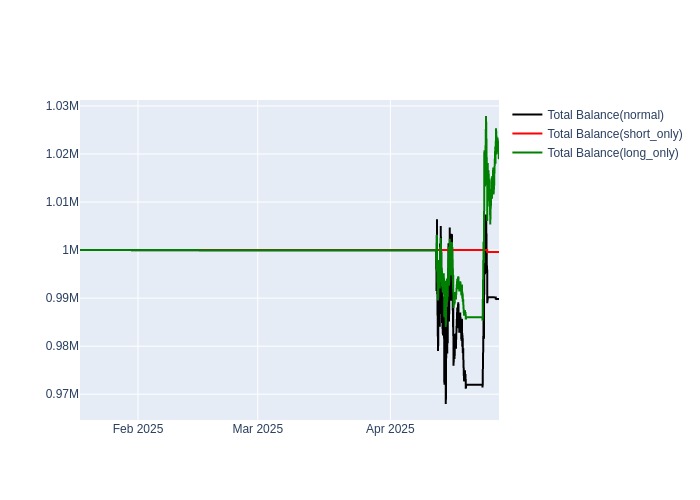 1.03M
1.02M
1.01M
1M
0.99M
0.98M
0.97M
Feb 2025
Mar 2025
Apr 2025
Total Balance(normal)
Total Balance(short_only)
Total Balance(long_only)